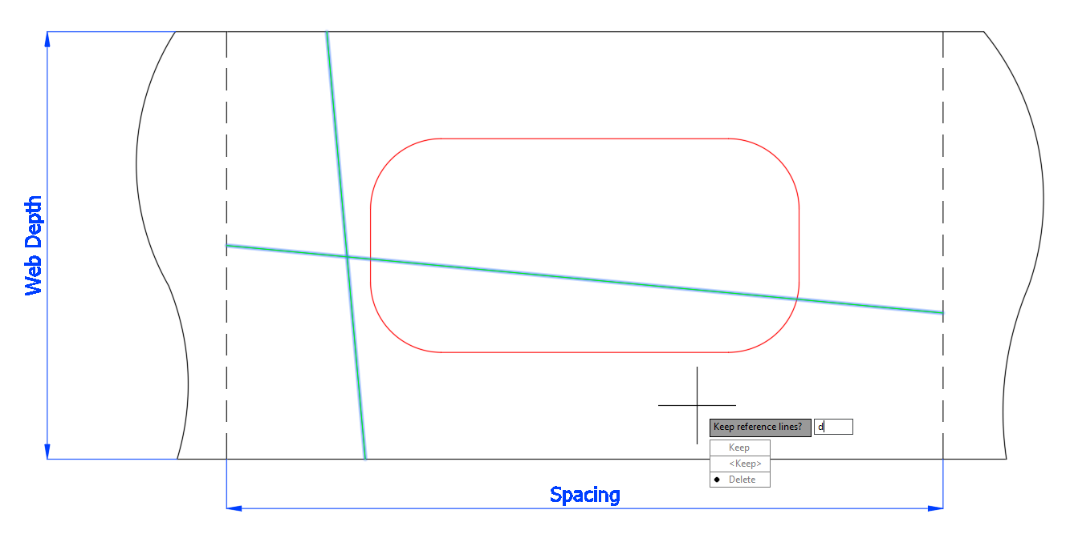 Web Depth
Keep reference lines? d
Keep
<Keep>
Delete
Spacing